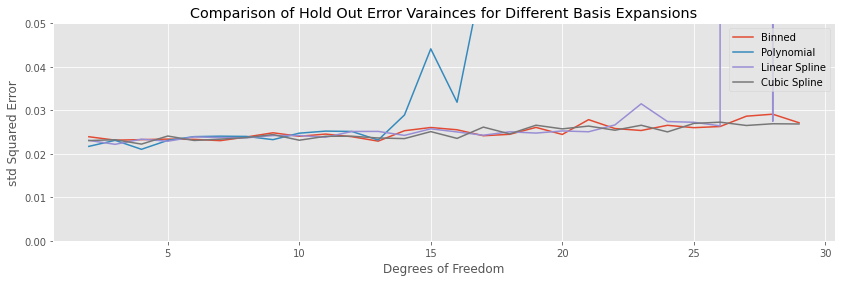 Comparison of Hold Out Error Varainces for Different Basis Expansions
0.05
0.04
0.03
0.02
0.01
0.00
std Squared Error
Binned
Polynomial
Linear Spline
Cubic Spline
5
10
15
20
25
30
Degrees of Freedom